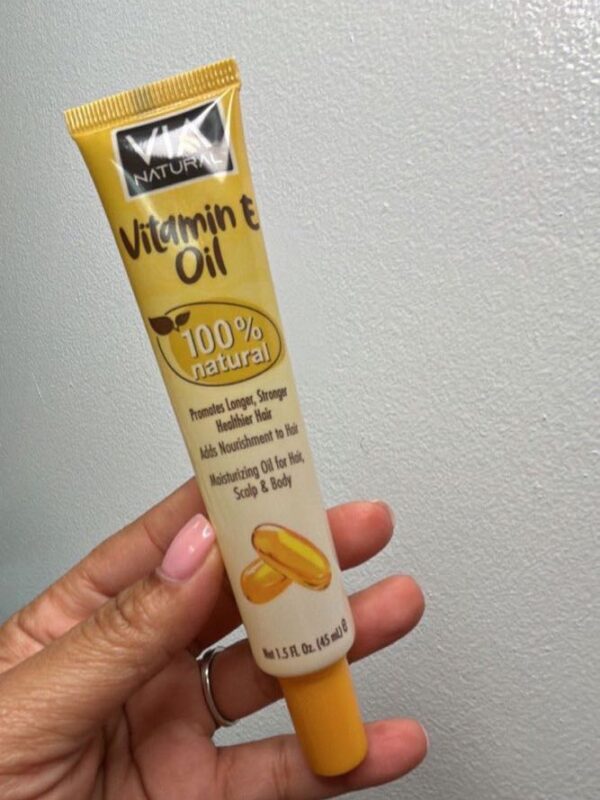 VIA
NATURAL
Vitamin E
Oil
100%
natural
Promotes Longer, Stronger
Healthier Hair
Adds Nourishment to Hair
Moisturizing Oil for Hair,
Scalp & Body
Net 1.5 FL Oz. (45 mL) ℮